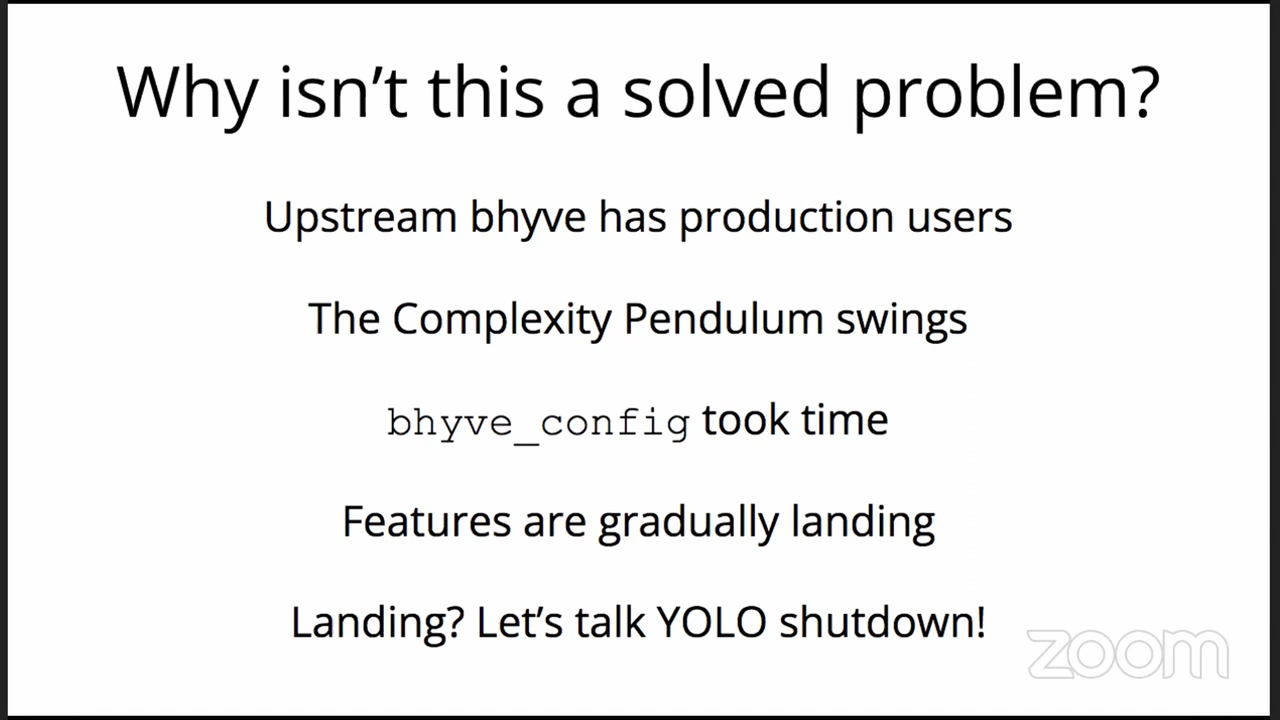 Why isn’t this a solved problem?
Upstream bhyve has production users
The Complexity Pendulum swings
bhyve_config took time
Features are gradually landing
Landing? Let’s talk YOLO shutdown!
zoom